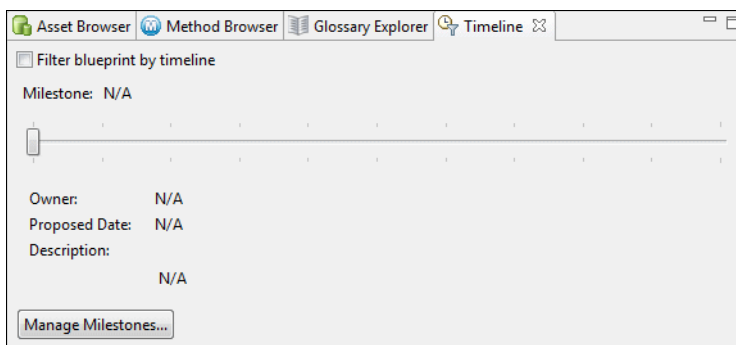 Asset Browser Method Browser Glossary Explorer Timeline
Filter blueprint by timeline
Milestone: N/A
Owner: N/A
Proposed Date: N/A
Description:
N/A
Manage Milestones...